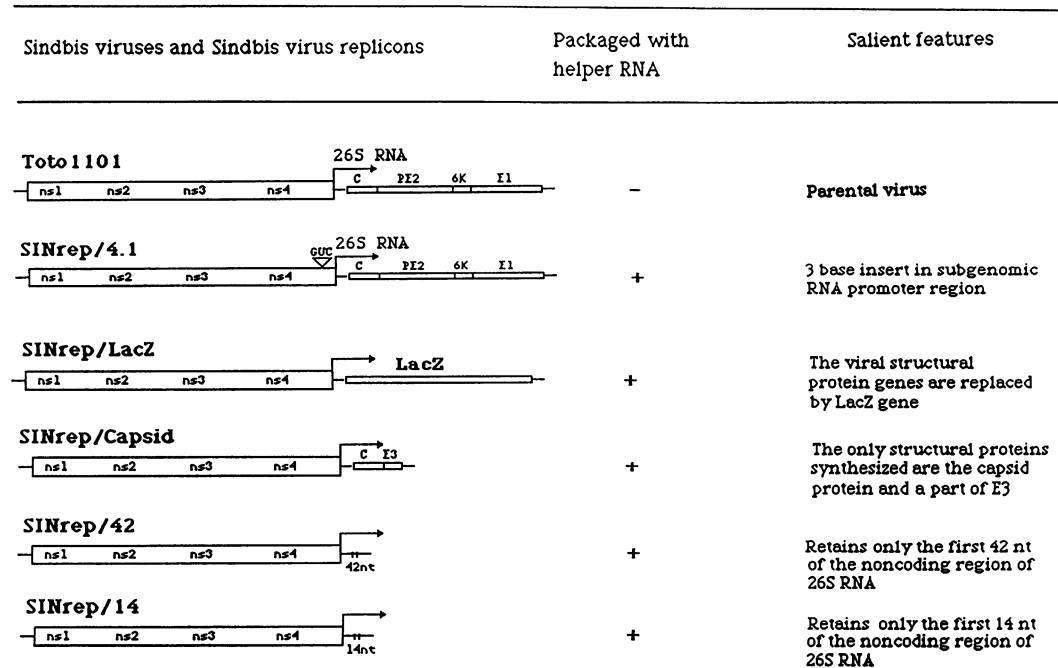 Sindbis viruses and Sindbis virus replicons
Packaged with
helper RNA
Salient features
Toto1101
26S RNA
ns1 ns2 ns3 ns4 C PE2 6K E1
-
Parental virus
SINrep/4.1
GUC
26S RNA
ns1 ns2 ns3 ns4 C PE2 6K E1
+
3 base insert in subgenomic
RNA promoter region
SINrep/LacZ
LacZ
ns1 ns2 ns3 ns4
+
The viral structural
protein genes are replaced
by LacZ gene
SINrep/Capsid
ns1 ns2 ns3 ns4 C E3
+
The only structural proteins
synthesized are the capsid
protein and a part of E3
SINrep/42
ns1 ns2 ns3 ns4
42nt
+
Retains only the first 42 nt
of the noncoding region of
26S RNA
SINrep/14
ns1 ns2 ns3 ns4
14nt
+
Retains only the first 14 nt
of the noncoding region of
26S RNA